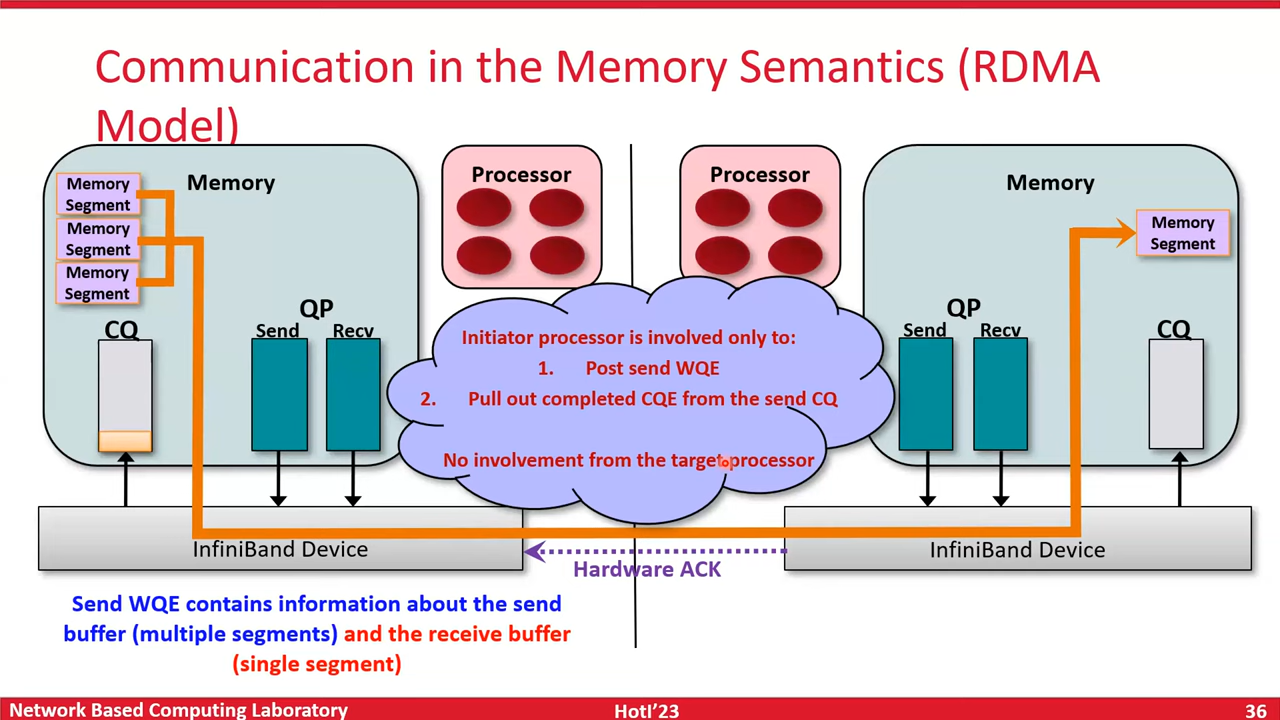 Communication in the Memory Semantics (RDMA
Model)
Memory
Segment
Memory
Segment
Memory
Segment
Memory
CQ
QP
Send
Recv
Processor
Processor
Memory
Memory
Segment
QP
Send
Recv
CQ
Initiator processor is involved only to:
1. Post send WQE
2. Pull out completed CQE from the send CQ
No involvement from the target processor
InfiniBand Device
InfiniBand Device
Hardware ACK
Send WQE contains information about the send
buffer (multiple segments) and the receive buffer
(single segment)
Network Based Computing Laboratory
HotI’23
36